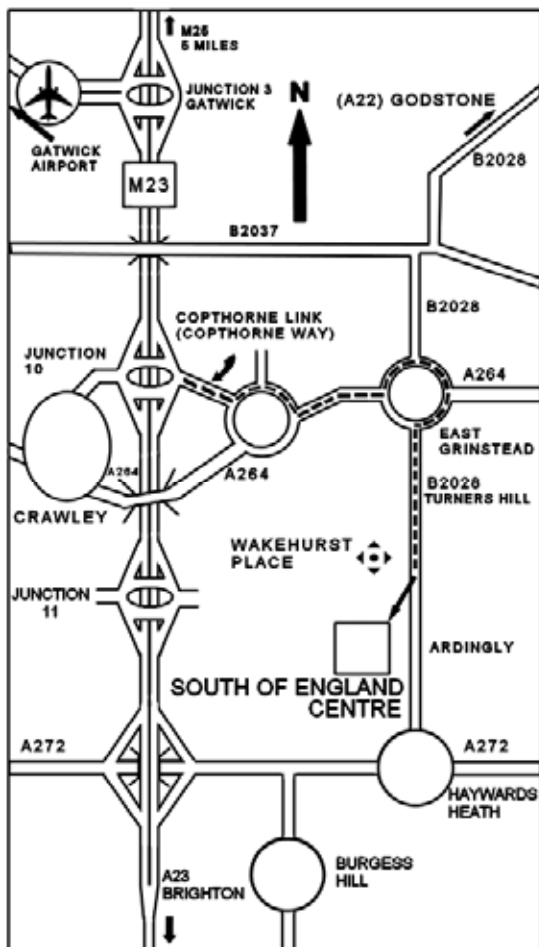 M25
5 MILES
JUNCTION 3
GATWICK
GATWICK
AIRPORT
N
(A22) GODSTONE
B2028
M23
B2037
B2028
COPTHORNE LINK
(COPTHORNE WAY)
JUNCTION
10
A264
EAST
GRINSTEAD
A264
A264
B2028
TURNERS HILL
CRAWLEY
WAKEHURST
PLACE
JUNCTION
11
ARDINGLY
SOUTH OF ENGLAND
CENTRE
A272
A272
HAYWARDS
HEATH
A23
BRIGHTON
BURGESS
HILL